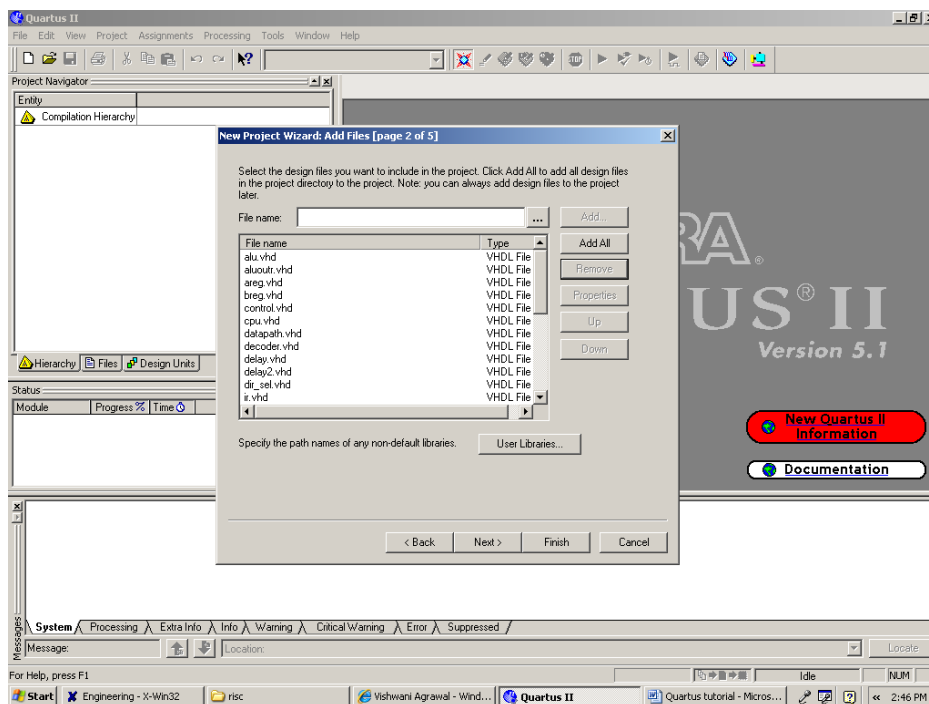 Quartus II
File Edit View Project Assignments Processing Tools Window Help
STOP
Project Navigator
Entity
Compilation Hierarchy
New Project Wizard: Add Files [page 2 of 5]
Select the design files you want to include in the project. Click Add All to add all design files
in the project directory to the project. Note: you can always add design files to the project
later.
File name: ... Add...
File name Type Add All
alu.vhd VHDL File
aluoutr.vhd VHDL File Remove
areg.vhd VHDL File
breg.vhd VHDL File Properties
control.vhd VHDL File
cpu.vhd VHDL File Up
datapath.vhd VHDL File
decoder.vhd VHDL File Down
delay.vhd VHDL File
delay2.vhd VHDL File
dir_sel.vhd VHDL File
ir.vhd VHDL File
Specify the path names of any non-default libraries. User Libraries...
< Back Next > Finish Cancel
RA®
US® II
Version 5.1
New Quartus II
Information
Documentation
Hierarchy Files Design Units
Status
Module Progress % Time
System Processing Extra Info Info Warning Critical Warning Error Suppressed
Messages
Message: Location: Locate
For Help, press F1 Idle NUM
Start Engineering - X-Win32 risc Vishwani Agrawal - Wind... Quartus II Quartus tutorial - Micros... « 2:46 PM